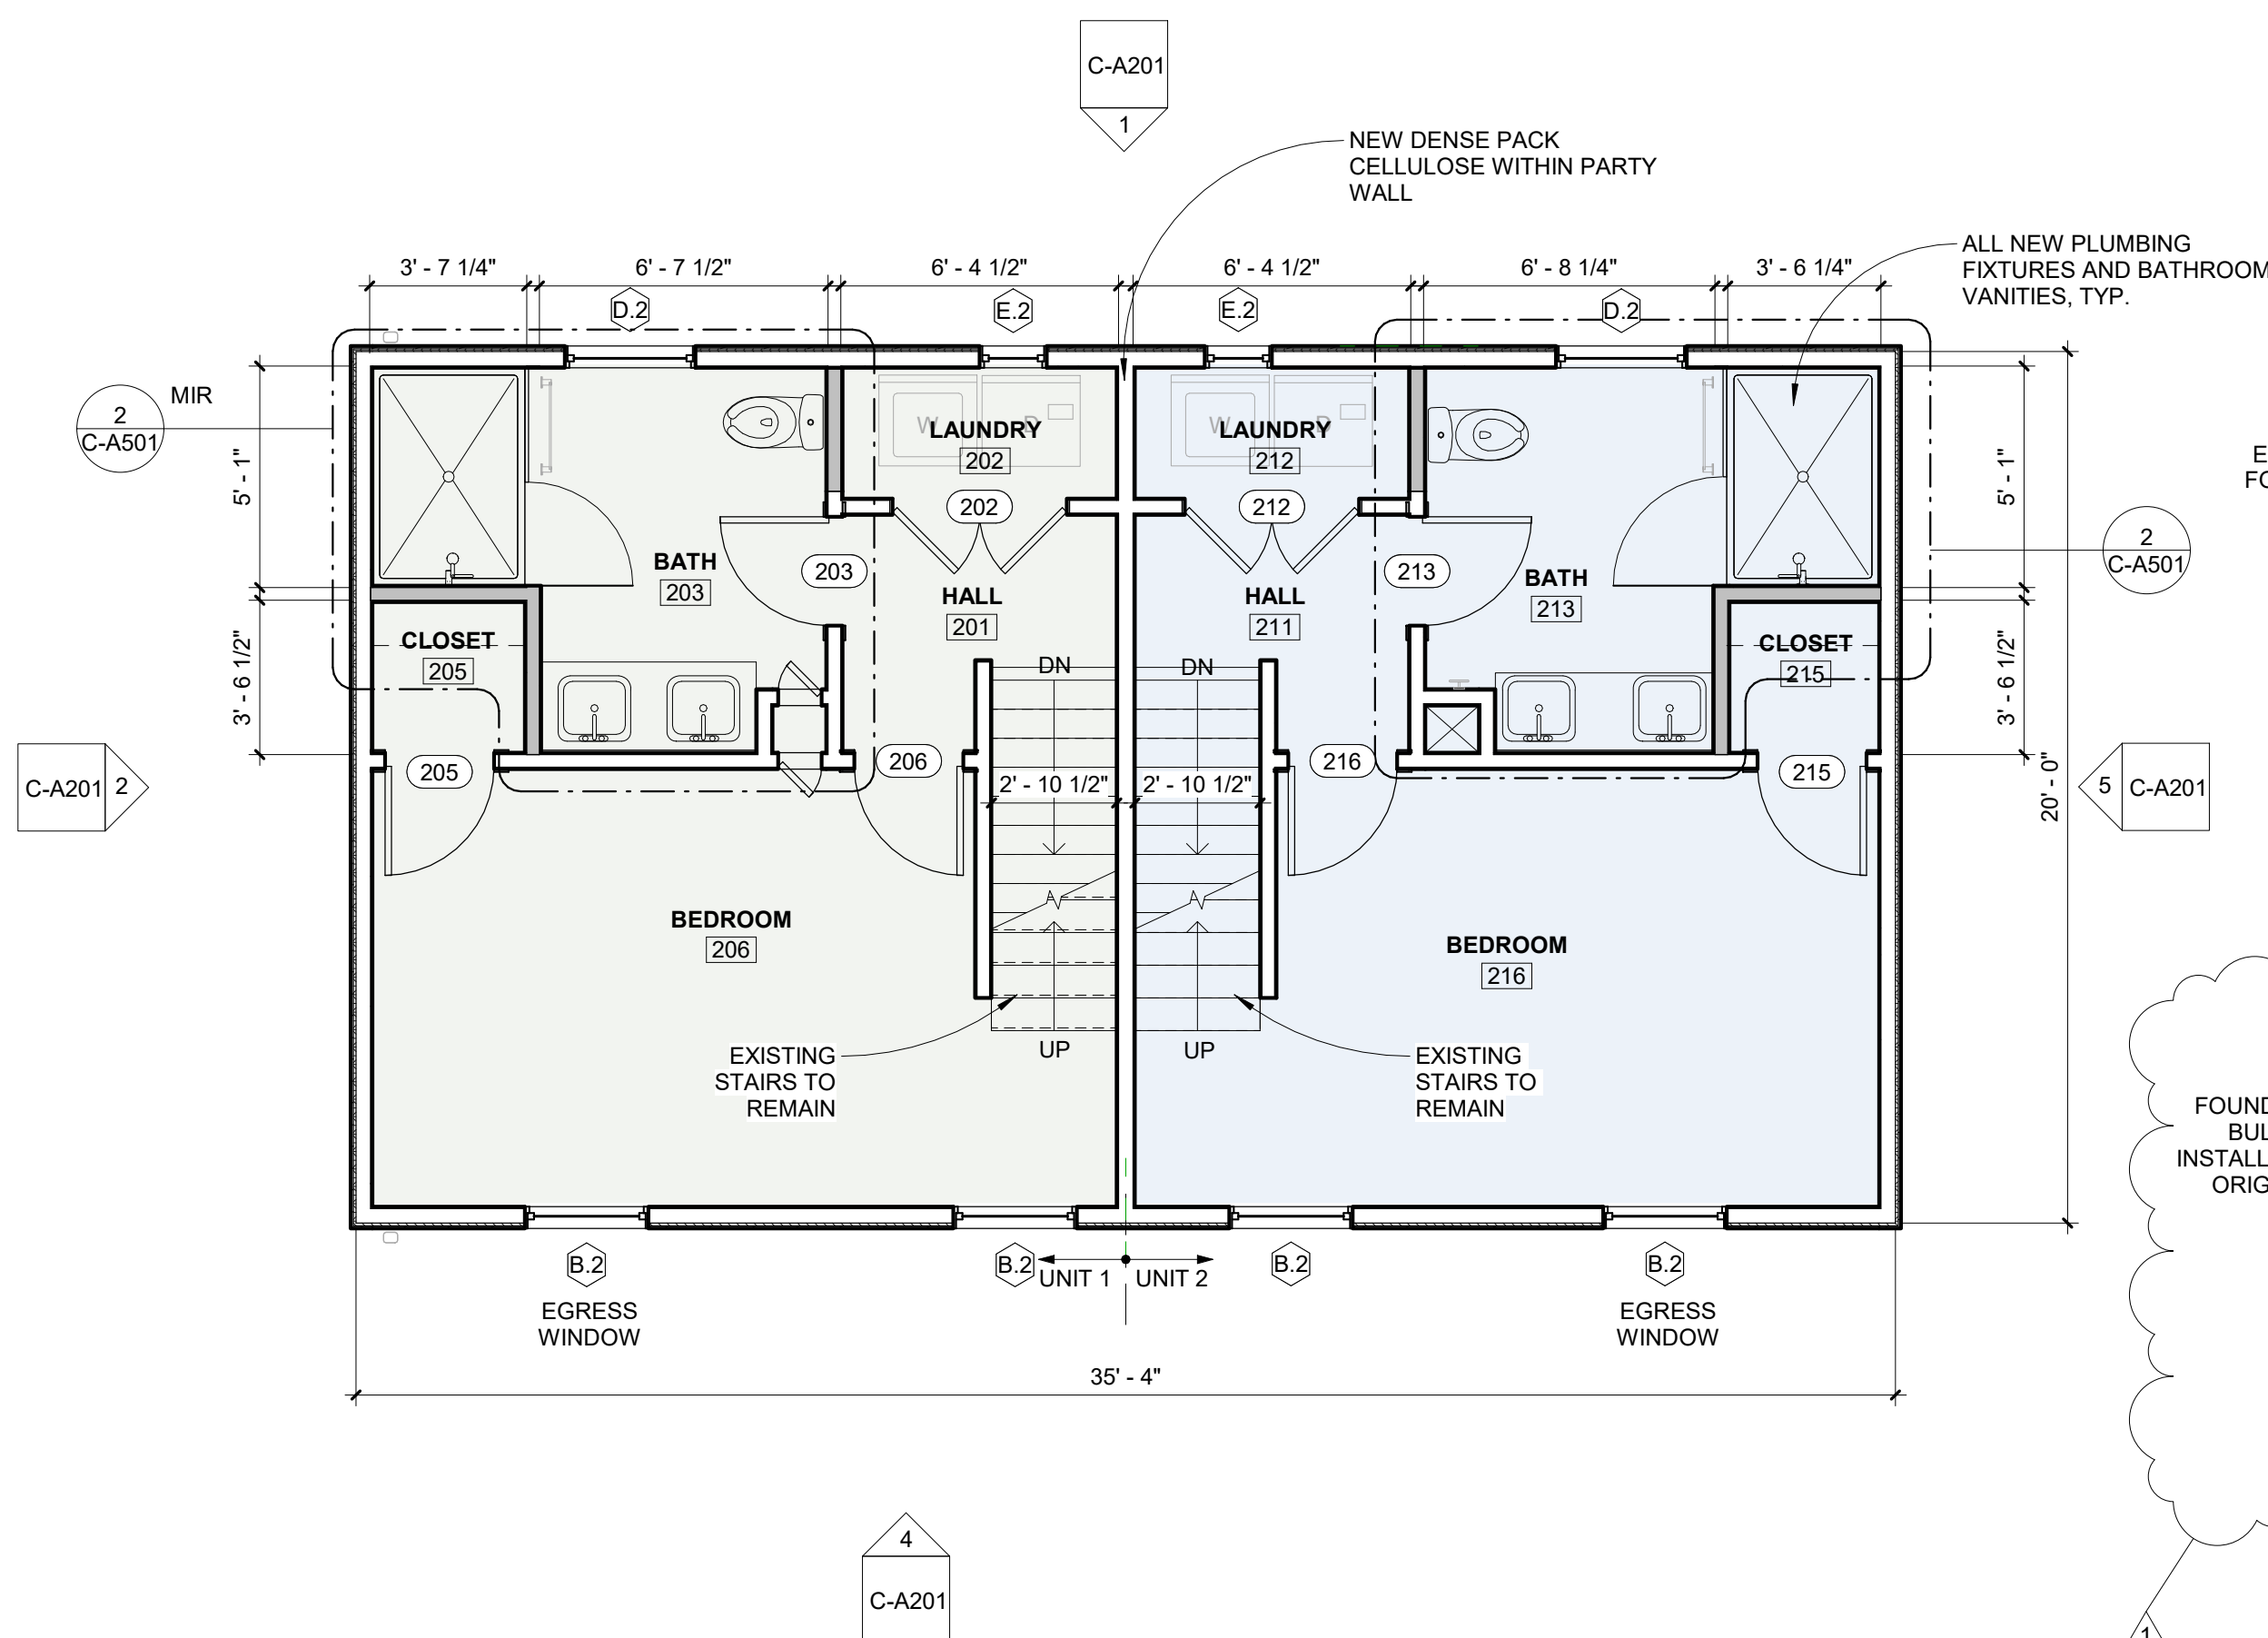 C-A201
1
NEW DENSE PACK
CELLULOSE WITHIN PARTY
WALL
ALL NEW PLUMBING
FIXTURES AND BATHROOM
VANITIES, TYP.
3' - 7 1/4"
6' - 7 1/2"
6' - 4 1/2"
6' - 4 1/2"
6' - 8 1/4"
3' - 6 1/4"
D.2
E.2
E.2
D.2
MIR
2
C-A501
5' - 1"
W
D
LAUNDRY
202
202
W
D
LAUNDRY
212
212
5' - 1"
2
C-A501
BATH
203
203
HALL
201
HALL
211
213
BATH
213
3' - 6 1/2"
CLOSET
205
DN
DN
CLOSET
215
3' - 6 1/2"
C-A201
2
205
206
2' - 10 1/2"
2' - 10 1/2"
216
215
20' - 0"
5
C-A201
BEDROOM
206
BEDROOM
216
EXISTING
STAIRS TO
REMAIN
UP
UP
EXISTING
STAIRS TO
REMAIN
B.2
B.2
UNIT 1
UNIT 2
B.2
B.2
EGRESS
WINDOW
EGRESS
WINDOW
35' - 4"
4
C-A201
1